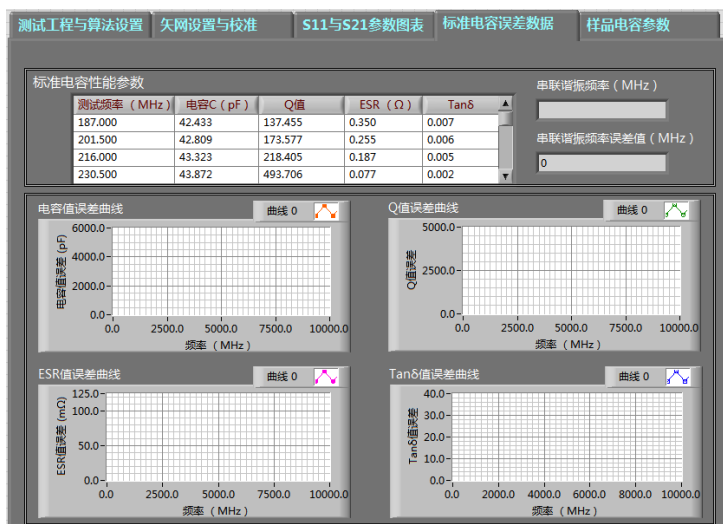 测试工程与算法设置 矢网设置与校准 S11与S21参数图表 标准电容误差数据 样品电容参数
标准电容性能参数
测试频率 （MHz） 电容C（pF） Q值 ESR （Ω） Tanδ
187.000 42.433 137.455 0.350 0.007
201.500 42.809 173.577 0.255 0.006
216.000 43.323 218.405 0.187 0.005
230.500 43.872 493.706 0.077 0.002
串联谐振频率（MHz）
串联谐振频率误差值（MHz）
0
电容值误差曲线 曲线 0
电容值误差 (pF)
6000.0
4000.0
2000.0
0.0
0.0 2500.0 5000.0 7500.0 10000.0
频率 （MHz）
Q值误差曲线 曲线 0
Q值误差
5000.0
2500.0
0.0
0.0 2500.0 5000.0 7500.0 10000.0
频率 （MHz）
ESR值误差曲线 曲线 0
ESR值误差 (mΩ)
125.0
100.0
50.0
0.0
0.0 2500.0 5000.0 7500.0 10000.0
频率 （MHz）
Tanδ值误差曲线 曲线 0
Tanδ值误差
40.0
30.0
20.0
10.0
0.0
0.0 2000.0 4000.0 6000.0 8000.0 10000.0
频率 （MHz）